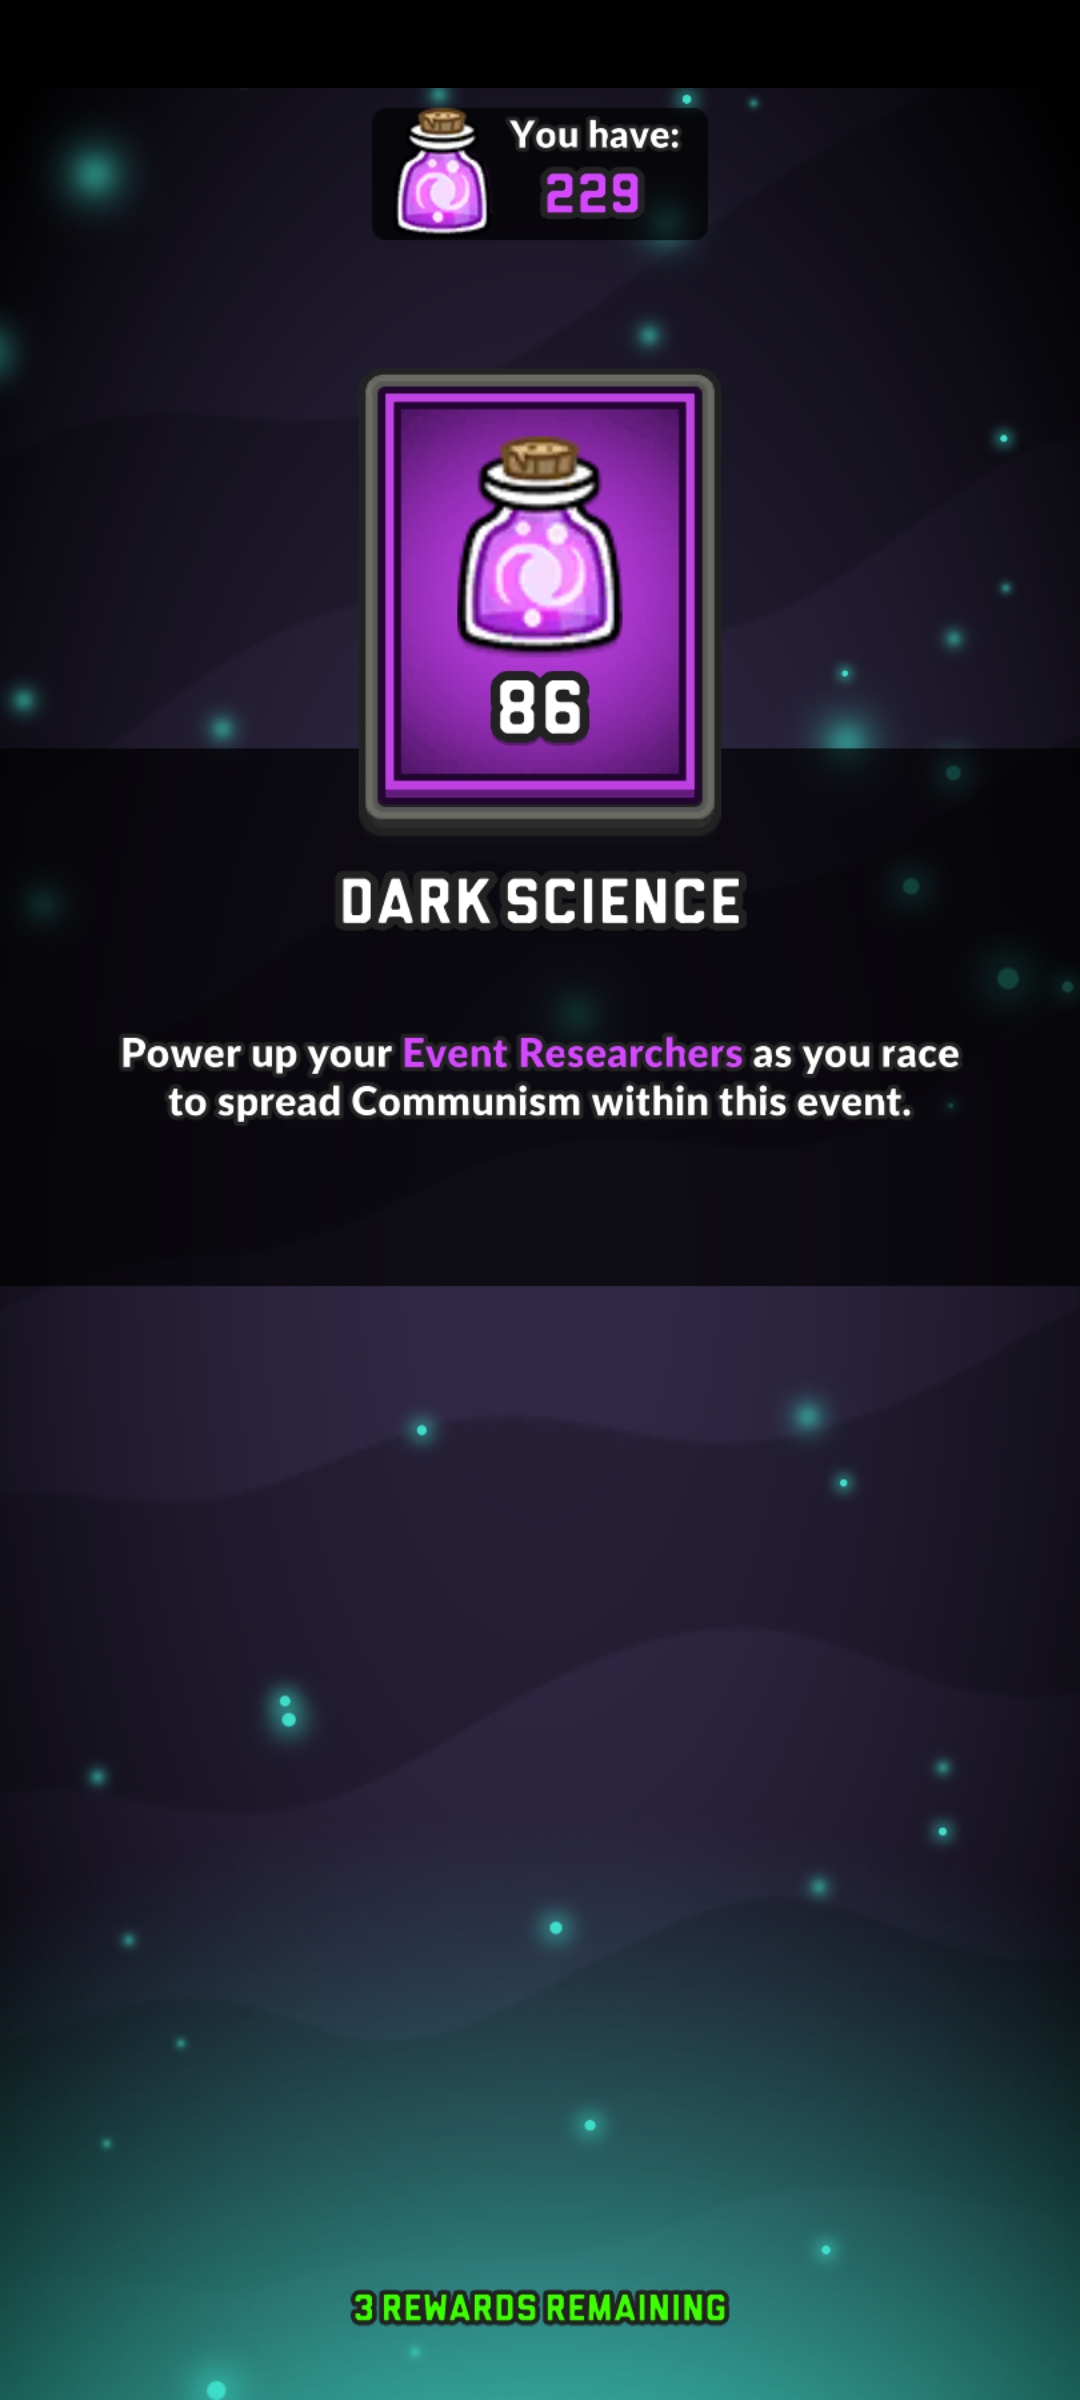 You have:
229
86
DARK SCIENCE
Power up your Event Researchers as you race
to spread Communism within this event.
3 REWARDS REMAINING